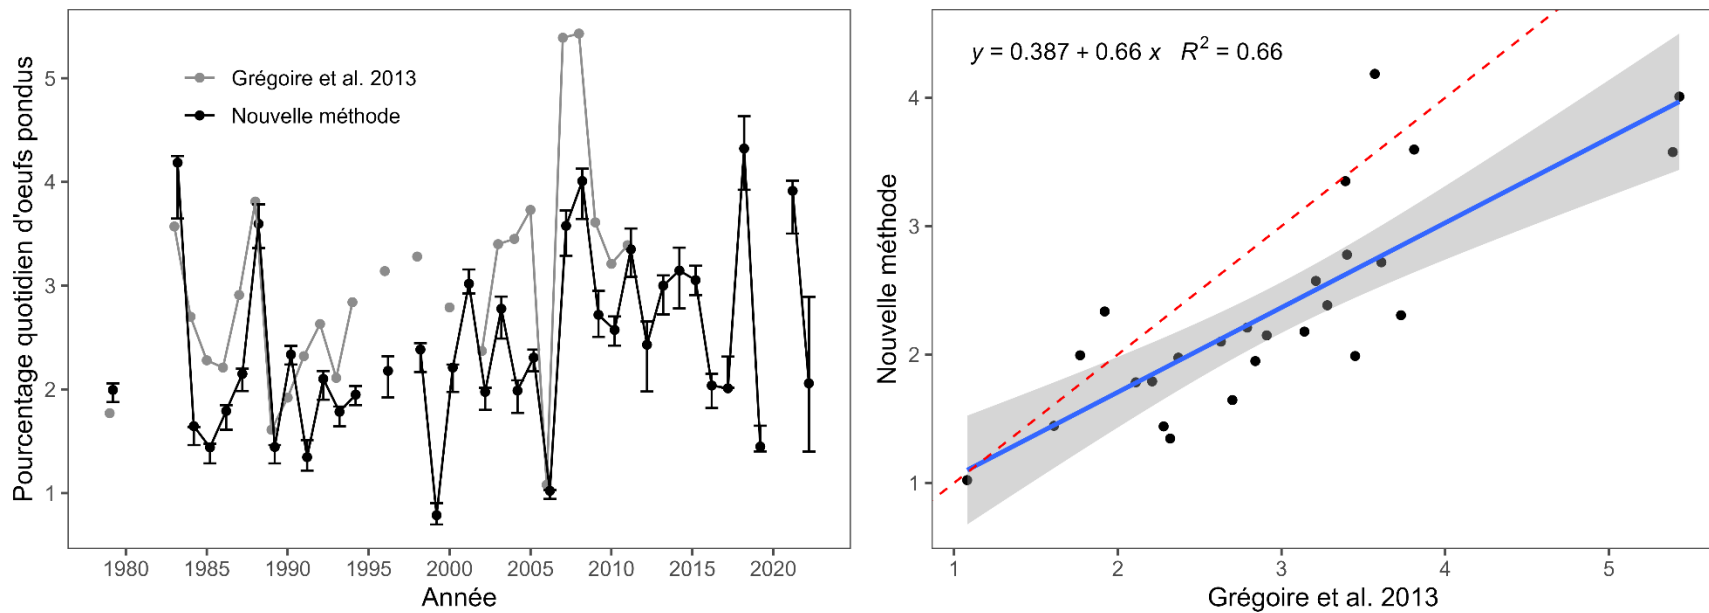 Pourcentage quotidien d'oeufs pondus
5
4
3
2
1
Grégoire et al. 2013
Nouvelle méthode
1980 1985 1990 1995 2000 2005 2010 2015 2020
Année
Nouvelle méthode
4
3
2
1
y = 0.387 + 0.66 x R² = 0.66
1 2 3 4 5
Grégoire et al. 2013